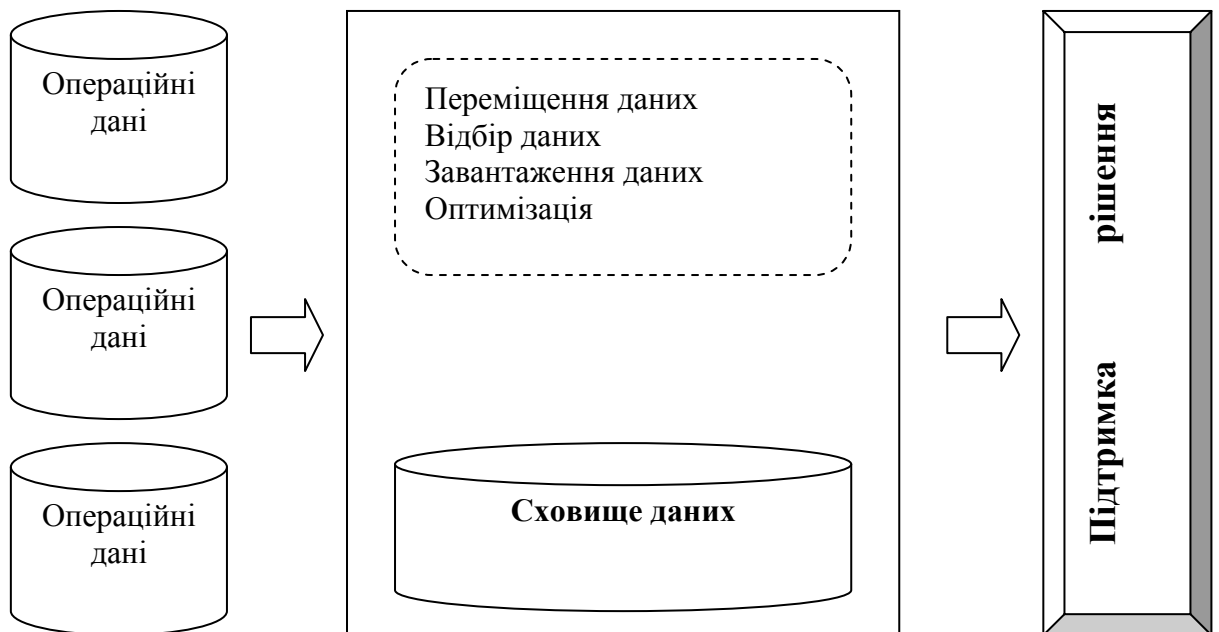 Операційні
дані
Операційні
дані
Операційні
дані
Переміщення даних
Відбір даних
Завантаження даних
Оптимізація
Сховище даних
Підтримка рішення